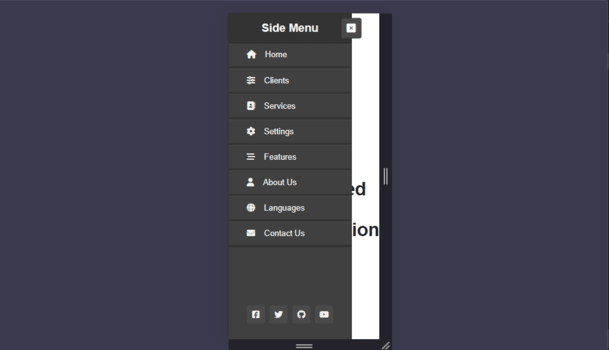 Side Menu
Home
Clients
Services
Settings
Features
About Us
Languages
Contact Us
ed
ion